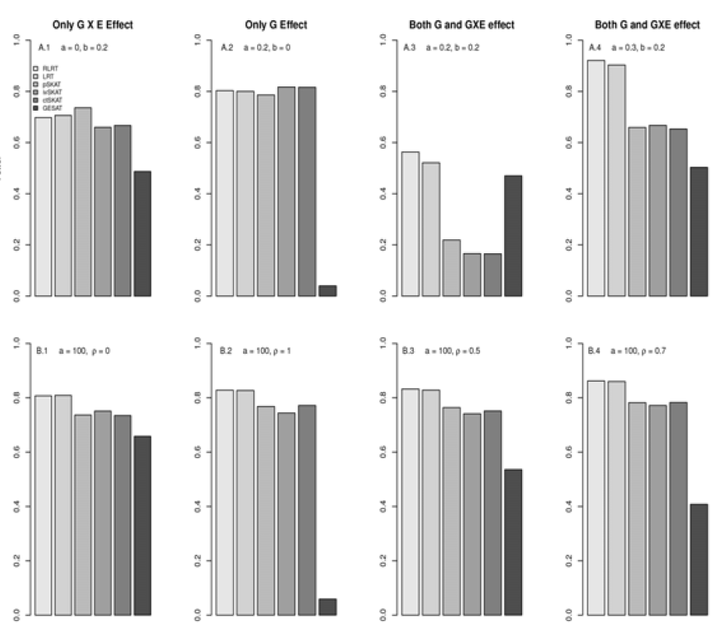 Only G X E Effect
A.1 a = 0, b = 0.2
RLRT
LRT
pSKAT
ivSKAT
ctSKAT
GESAT
0.0 0.2 0.4 0.6 0.8 1.0
Only G Effect
A.2 a = 0.2, b = 0
0.0 0.2 0.4 0.6 0.8 1.0
Both G and GXE effect
A.3 a = 0.2, b = 0.2
0.0 0.2 0.4 0.6 0.8 1.0
Both G and GXE effect
A.4 a = 0.3, b = 0.2
0.0 0.2 0.4 0.6 0.8 1.0
B.1 a = 100, ρ = 0
0.0 0.2 0.4 0.6 0.8 1.0
B.2 a = 100, ρ = 1
0.0 0.2 0.4 0.6 0.8 1.0
B.3 a = 100, ρ = 0.5
0.0 0.2 0.4 0.6 0.8 1.0
B.4 a = 100, ρ = 0.7
0.0 0.2 0.4 0.6 0.8 1.0